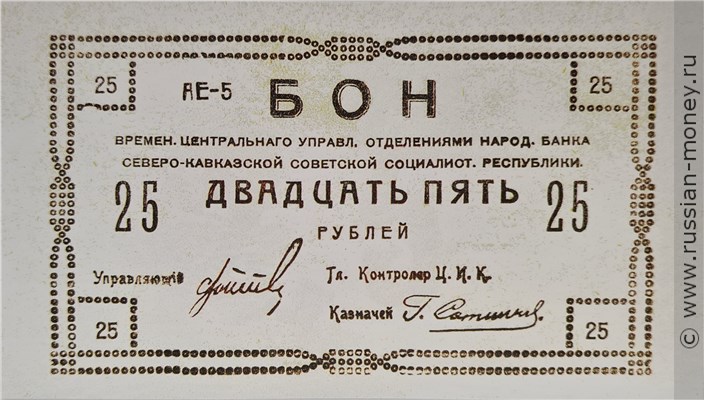 25 АЕ-5 БОН 25
ВРЕМЕН. ЦЕНТРАЛЬНАГО УПРАВЛ. ОТДЕЛЕНИЯМИ НАРОД. БАНКА
СЕВЕРО-КАВКАЗСКОЙ СОВЕТСКОЙ СОЦИАЛИСТ. РЕСПУБЛИКИ.
25 ДВАДЦАТЬ ПЯТЬ 25
РУБЛЕЙ
Управляющій Гл. Контролер Ц. И. К.
Казначей
25 25
© www.russian-money.ru